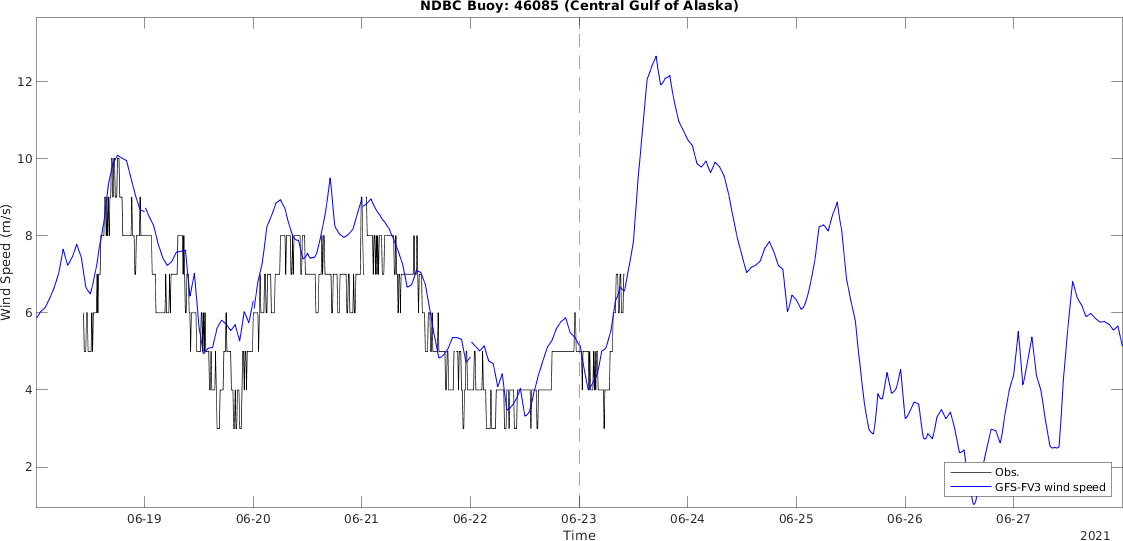 NDBC Buoy: 46085 (Central Gulf of Alaska)
Wind Speed (m/s)
12
10
8
6
4
2
Obs.
GFS-FV3 wind speed
06-19 06-20 06-21 06-22 06-23 06-24 06-25 06-26 06-27
Time
2021